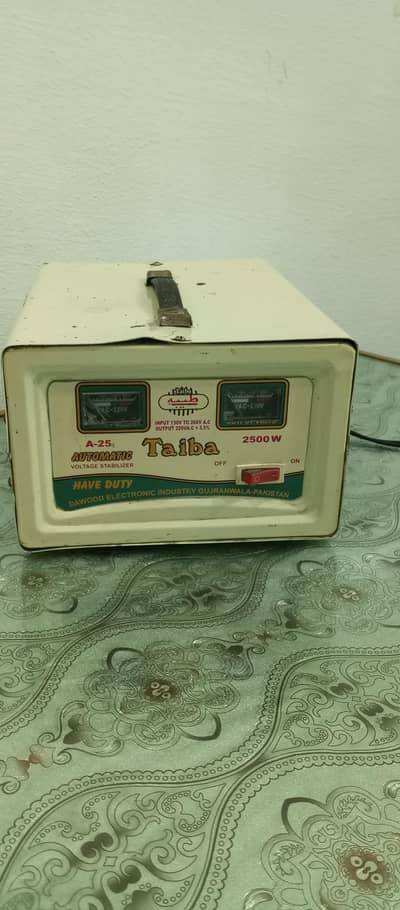 طیبہ
INPUT 130V TO 260V A.C
OUTPUT 220VA.C + 3.5%
A-25
Taiba
2500 W
AUTOMATIC
VOLTAGE STABILIZER
OFF
ON
HAVE DUTY
DAWOOD ELECTRONIC INDUSTRY GUJRANWALA-PAKISTAN